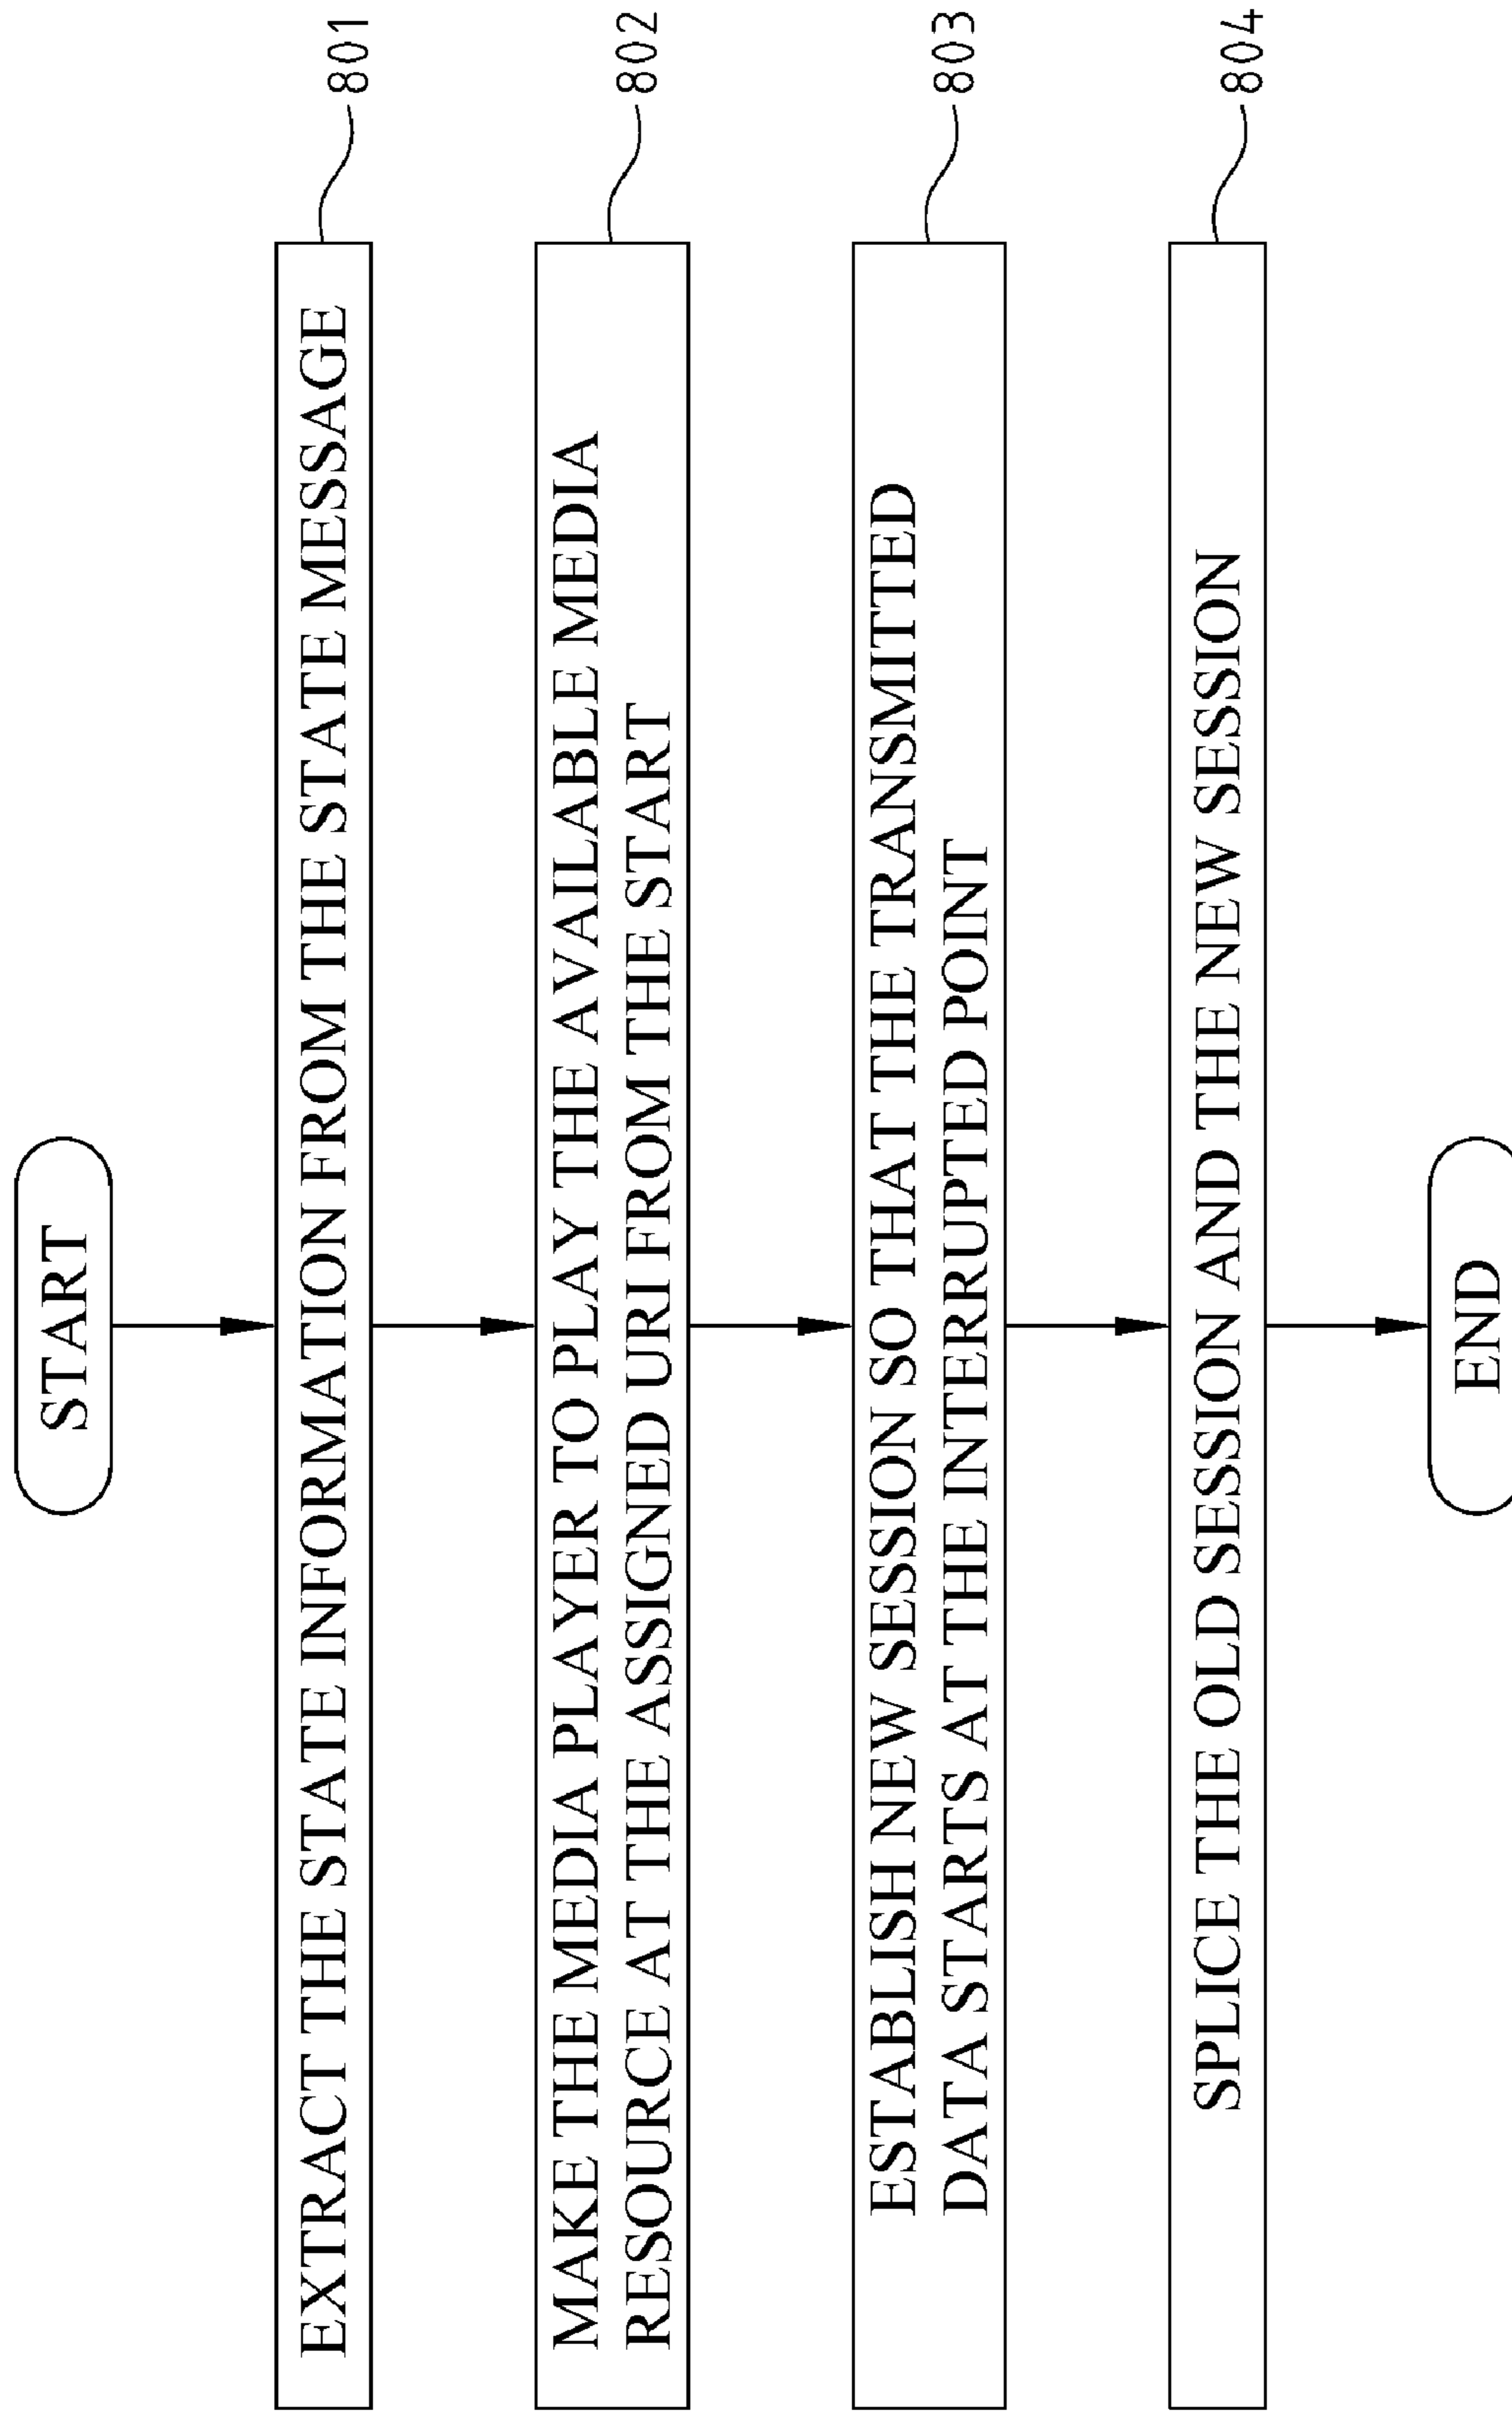 START
EXTRACT THE STATE INFORMATION FROM THE STATE MESSAGE
801
MAKE THE MEDIA PLAYER TO PLAY THE AVAILABLE MEDIA
RESOURCE AT THE ASSIGNED URI FROM THE START
802
ESTABLISH NEW SESSION SO THAT THE TRANSMITTED
DATA STARTS AT THE INTERRUPTED POINT
803
SPLICE THE OLD SESSION AND THE NEW SESSION
804
END